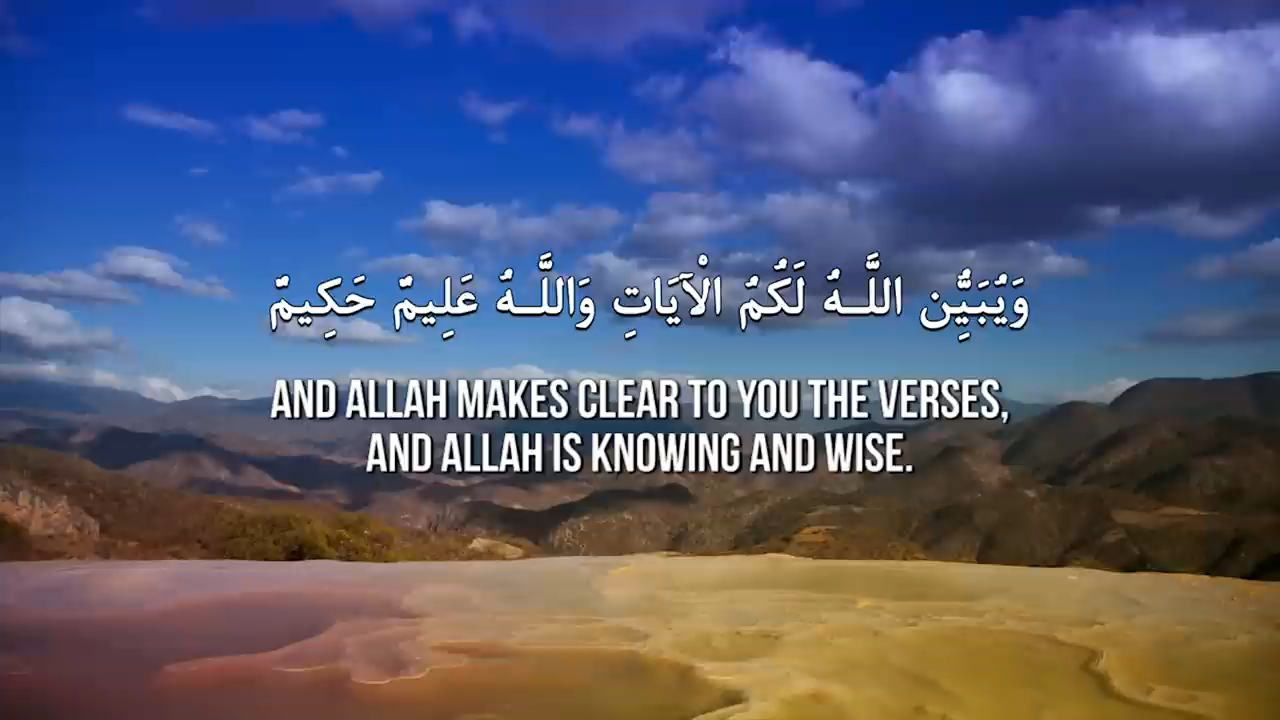 وَيُبَيِّن اللَّـهُ لَكُمُ الْآيَاتِ وَاللَّـهُ عَلِيمٌ حَكِيمٌ
AND ALLAH MAKES CLEAR TO YOU THE VERSES,
AND ALLAH IS KNOWING AND WISE.